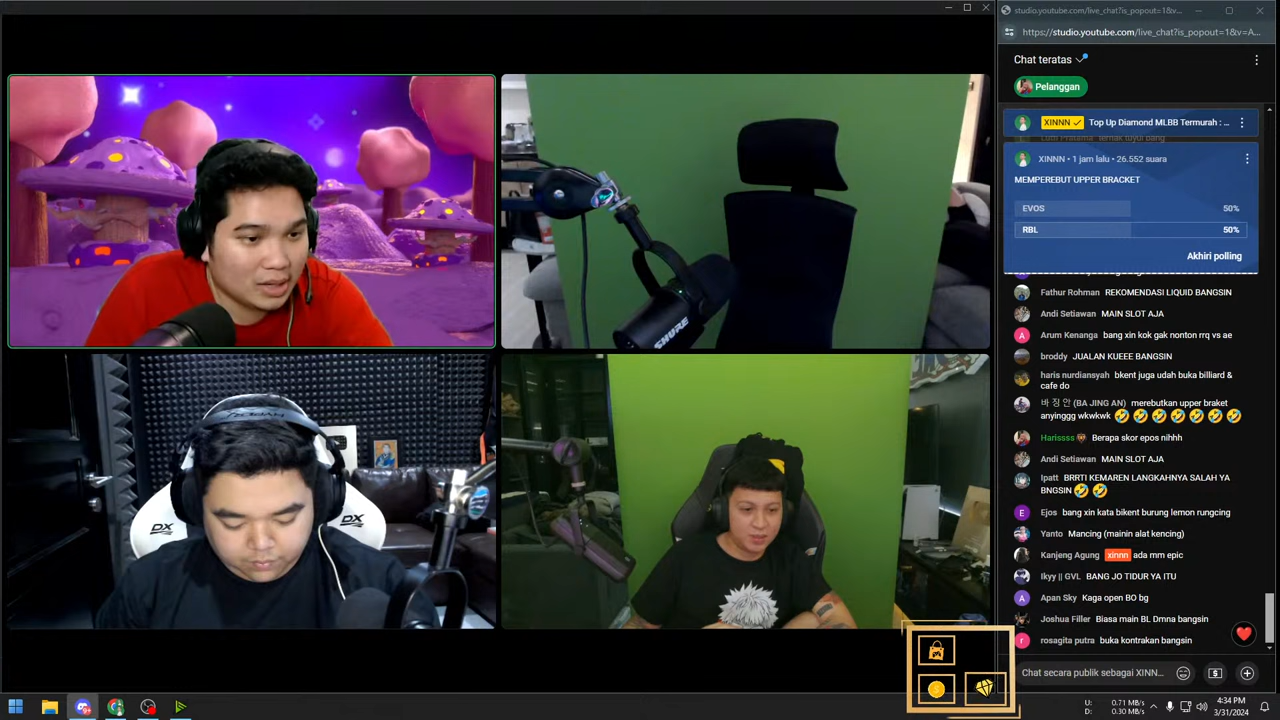 studio.youtube.com/live_chat?is_popout=1&v...
https://studio.youtube.com/live_chat?is_popout=1&v=A...
Chat teratas
Pelanggan
XINNN Top Up Diamond MLBB Termurah : ...
Lutfi Pratama ternak tuyul bang
XINNN • 1 jam lalu • 26.552 suara
MEMPEREBUT UPPER BRACKET
EVOS 50%
RBL 50%
Akhiri polling
Fathur Rohman REKOMENDASI LIQUID BANGSIN
Andi Setiawan MAIN SLOT AJA
Arum Kenanga bang xin kok gak nonton rrq vs ae
broddy JUALAN KUEEE BANGSIN
haris nurdiansyah bkent juga udah buka billiard &
cafe do
바 징 안 (BA JING AN) merebutkan upper braket
anyinggg wkwkwk 🤣🤣🤣🤣🤣🤣🤣
Harissss Berapa skor epos nihhh
Andi Setiawan MAIN SLOT AJA
Ipatt BRRTI KEMAREN LANGKAHNYA SALAH YA
BNGSIN 🤣 🤣
Ejos bang xin kata bikent burung lemon rungcing
Yanto Mancing (mainin alat kencing)
Kanjeng Agung xinnn ada mm epic
Ikyy || GVL BANG JO TIDUR YA ITU
Apan Sky Kaga open BO bg
Joshua Filler Biasa main BL Dmna bangsin
rosagita putra buka kontrakan bangsin
Chat secara publik sebagai XINN...
SHURE
DX
DX
U: 0.71 MB/s
D: 0.30 MB/s
4:34 PM
3/31/2024